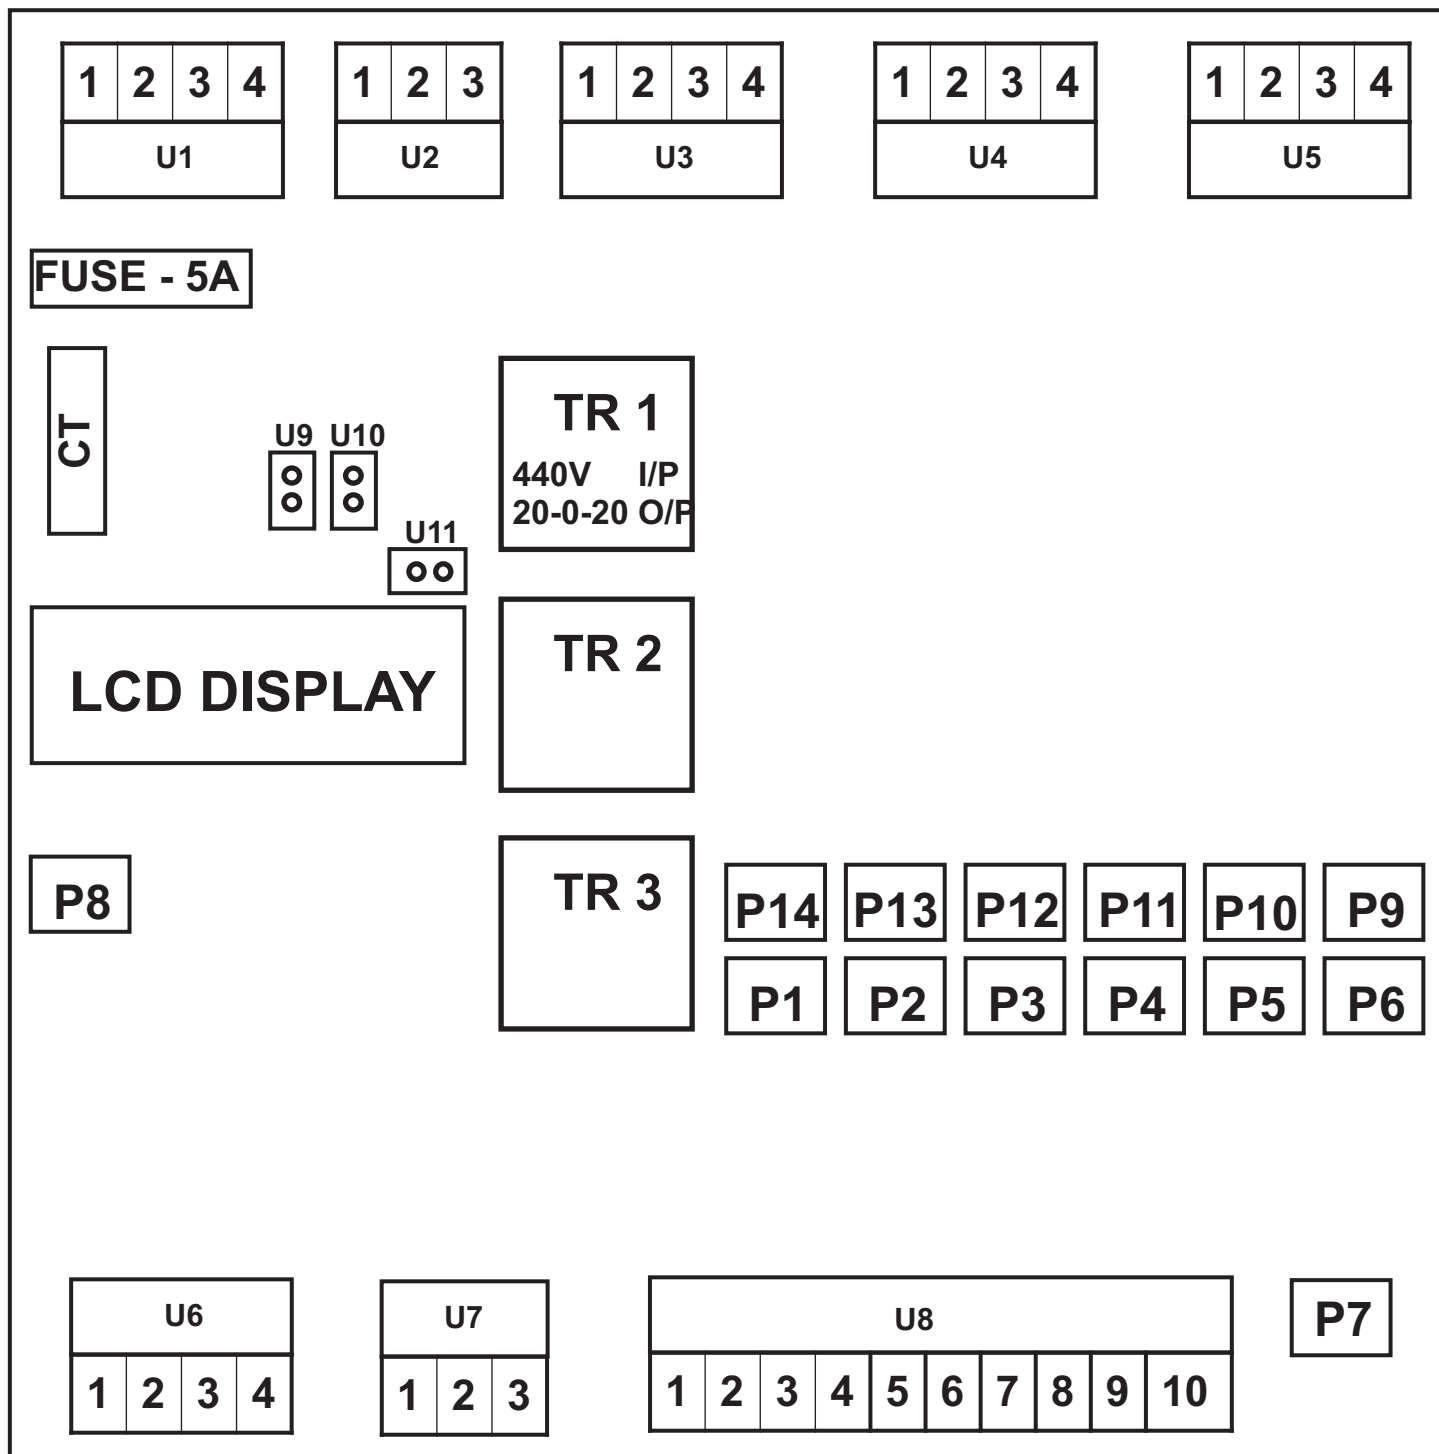 1 2 3 4 1 2 3 1 2 3 4 1 2 3 4 1 2 3 4
U1 U2 U3 U4 U5
FUSE - 5A
CT
U9 U10
U11
TR 1
440V I/P
20-0-20 O/P
TR 2
LCD DISPLAY
TR 3
P8
P14 P13 P12 P11 P10 P9
P1 P2 P3 P4 P5 P6
U6 U7 U8 P7
1 2 3 4 1 2 3 1 2 3 4 5 6 7 8 9 10